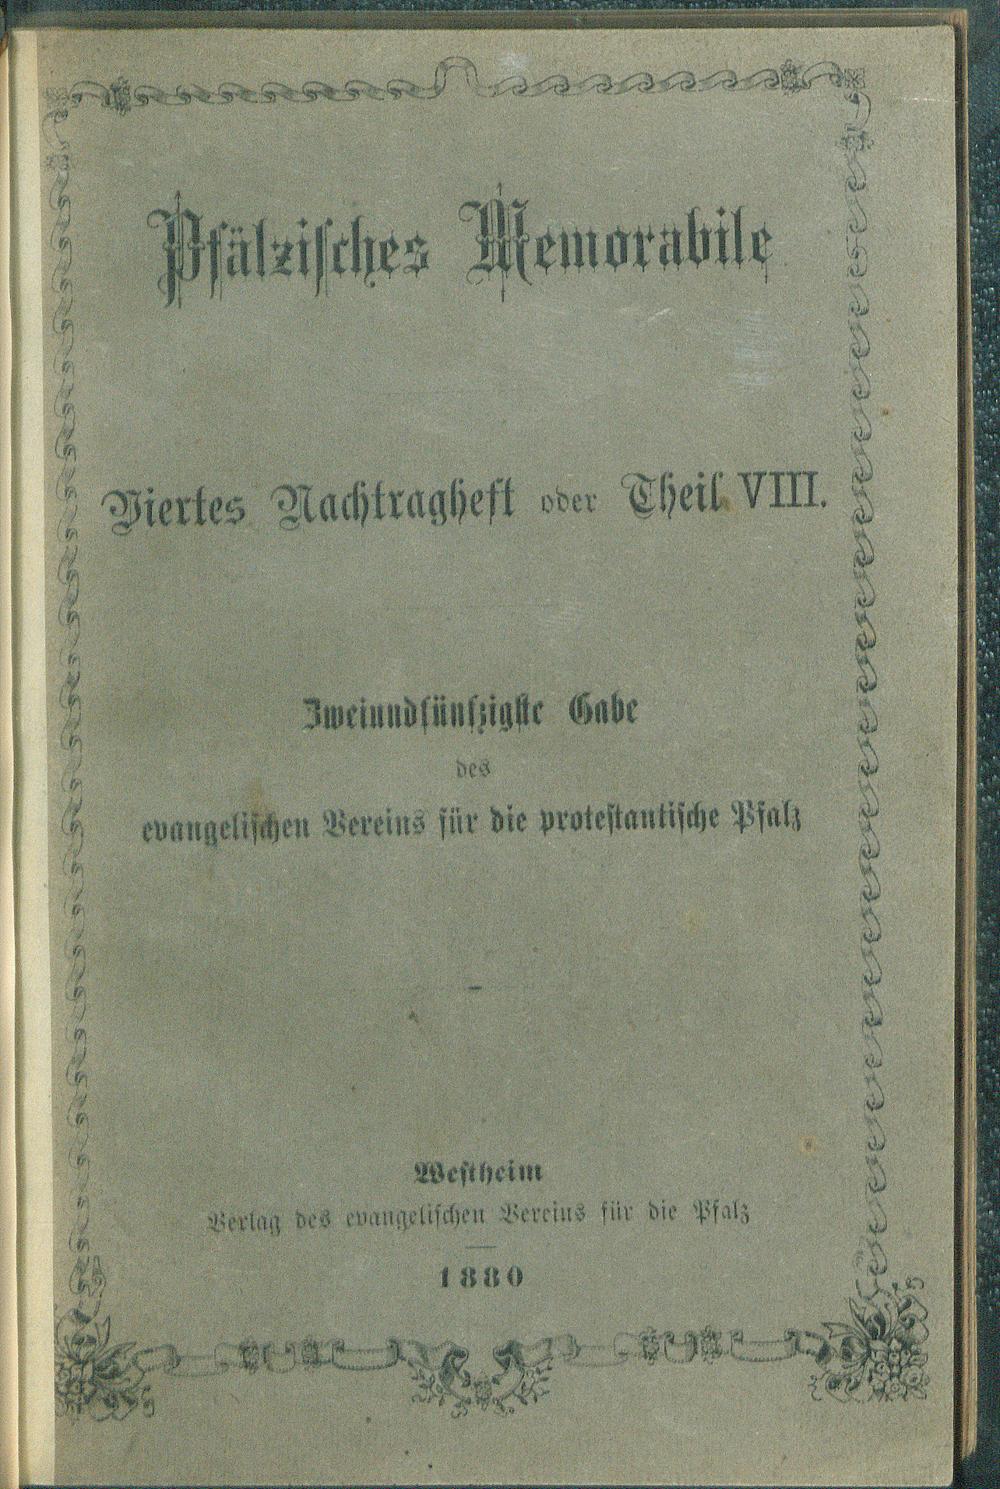 Pfälzisches Memorabile
Viertes Nachtragheft oder Theil VIII.
Zweiundfünfzigste Gabe
des
evangelischen Vereins für die protestantische Pfalz
Westheim
Verlag des evangelischen Vereins für die Pfalz
1880